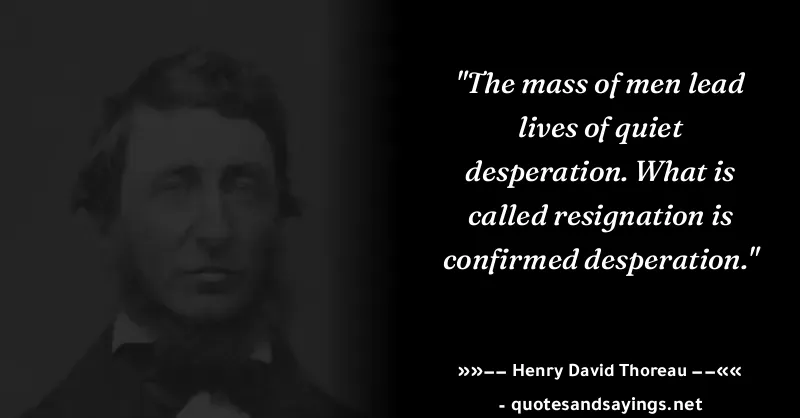 "The mass of men lead
lives of quiet
desperation. What is
called resignation is
confirmed desperation."
»»–– Henry David Thoreau ––««
- quotesandsayings.net